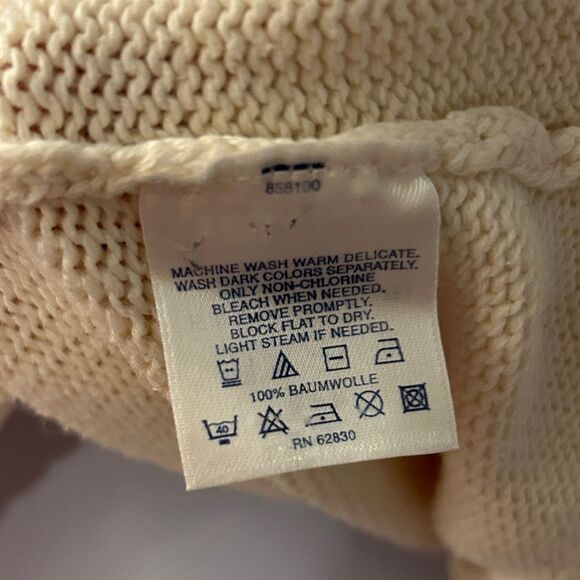 858100
MACHINE WASH WARM DELICATE.
WASH DARK COLORS SEPARATELY.
ONLY NON-CHLORINE
BLEACH WHEN NEEDED.
REMOVE PROMPTLY.
BLOCK FLAT TO DRY.
LIGHT STEAM IF NEEDED.
100% BAUMWOLLE
40
RN 62830